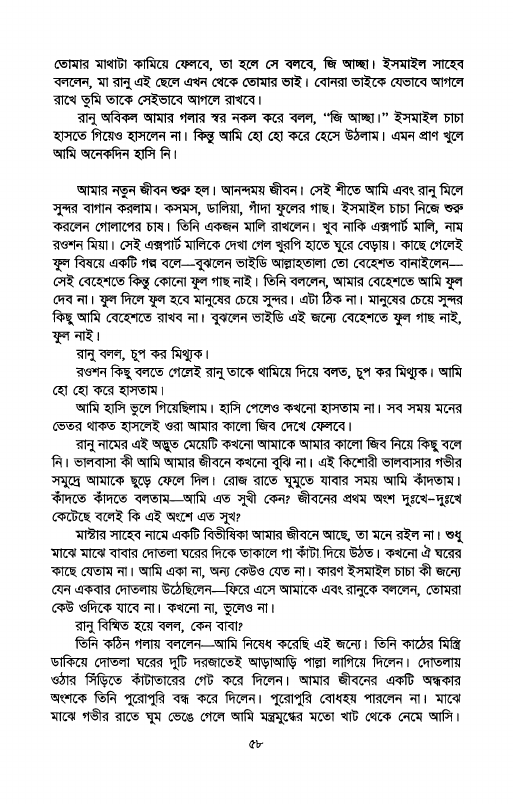 তোমার মাথাটা কামিয়ে ফেলবে, তা হলে সে বলবে, জি আচ্ছা। ইসমাইল সাহেব
বললেন, মা রানু এই ছেলে এখন থেকে তোমার ভাই। বোনরা ভাইকে যেভাবে আগলে
রাখে তুমি তাকে সেইভাবে আগলে রাখবে।
রানু অবিকল আমার গলার স্বর নকল করে বলল, “জি আচ্ছা।” ইসমাইল চাচা
হাসতে গিয়েও হাসলেন না। কিন্তু আমি হো হো করে হেসে উঠলাম। এমন প্রাণ খুলে
আমি অনেকদিন হাসি নি।
আমার নতুন জীবন শুরু হল। আনন্দময় জীবন। সেই শীতে আমি এবং রানু মিলে
সুন্দর বাগান করলাম। কসমস, ডালিয়া, গাঁদা ফুলের গাছ। ইসমাইল চাচা নিজে শুরু
করলেন গোলাপের চাষ। তিনি একজন মালি রাখলেন। খুব নাকি এক্সপার্ট মালি, নাম
রওশন মিয়া। সেই এক্সপার্ট মালিকে দেখা গেল খুরপি হাতে ঘুরে বেড়ায়। কাছে গেলেই
ফুল বিষয়ে একটি গল্প বলে—বুঝলেন ভাইডি আল্লাহতালা তো বেহেশত বানাইলেন—
সেই বেহেশতে কিন্তু কোনো ফুল গাছ নাই। তিনি বললেন, আমার বেহেশতে আমি ফুল
দেব না। ফুল দিলে ফুল হবে মানুষের চেয়ে সুন্দর। এটা ঠিক না। মানুষের চেয়ে সুন্দর
কিছু আমি বেহেশতে রাখব না। বুঝলেন ভাইডি এই জন্যে বেহেশতে ফুল গাছ নাই,
ফুল নাই।
রানু বলল, চুপ কর মিথ্যুক।
রওশন কিছু বলতে গেলেই রানু তাকে থামিয়ে দিয়ে বলত, চুপ কর মিথ্যুক। আমি
হো হো করে হাসতাম।
আমি হাসি ভুলে গিয়েছিলাম। হাসি পেলেও কখনো হাসতাম না। সব সময় মনের
ভেতর থাকত হাসলেই ওরা আমার কালো জিব দেখে ফেলবে।
রানু নামের এই অদ্ভুত মেয়েটি কখনো আমাকে আমার কালো জিব নিয়ে কিছু বলে
নি। ভালবাসা কী আমি আমার জীবনে কখনো বুঝি না। এই কিশোরী ভালবাসার গভীর
সমুদ্রে আমাকে ছুড়ে ফেলে দিল। রোজ রাতে ঘুমুতে যাবার সময় আমি কাঁদতাম।
কাঁদতে কাঁদতে বলতাম—আমি এত সুখী কেন? জীবনের প্রথম অংশ দুঃখে-দুঃখে
কেটেছে বলেই কি এই অংশে এত সুখ?
মাস্টার সাহেব নামে একটি বিভীষিকা আমার জীবনে আছে, তা মনে রইল না। শুধু
মাঝে মাঝে বাবার দোতলা ঘরের দিকে তাকালে গা কাঁটা দিয়ে উঠত। কখনো ঐ ঘরের
কাছে যেতাম না। আমি একা না, অন্য কেউও যেত না। কারণ ইসমাইল চাচা কী জন্যে
যেন একবার দোতলায় উঠেছিলেন—ফিরে এসে আমাকে এবং রানুকে বললেন, তোমরা
কেউ ওদিকে যাবে না। কখনো না, ভুলেও না।
রানু বিস্মিত হয়ে বলল, কেন বাবা?
তিনি কঠিন গলায় বললেন—আমি নিষেধ করেছি এই জন্যে। তিনি কাঠের মিস্ত্রি
ডাকিয়ে দোতলা ঘরের দুটি দরজাতেই আড়াআড়ি পাল্লা লাগিয়ে দিলেন। দোতলায়
ওঠার সিঁড়িতে কাঁটাতারের গেট করে দিলেন। আমার জীবনের একটি অন্ধকার
অংশকে তিনি পুরোপুরি বন্ধ করে দিলেন। পুরোপুরি বোধহয় পারলেন না। মাঝে
মাঝে গভীর রাতে ঘুম ভেঙে গেলে আমি মন্ত্রমুগ্ধের মতো খাট থেকে নেমে আসি।
৫৮